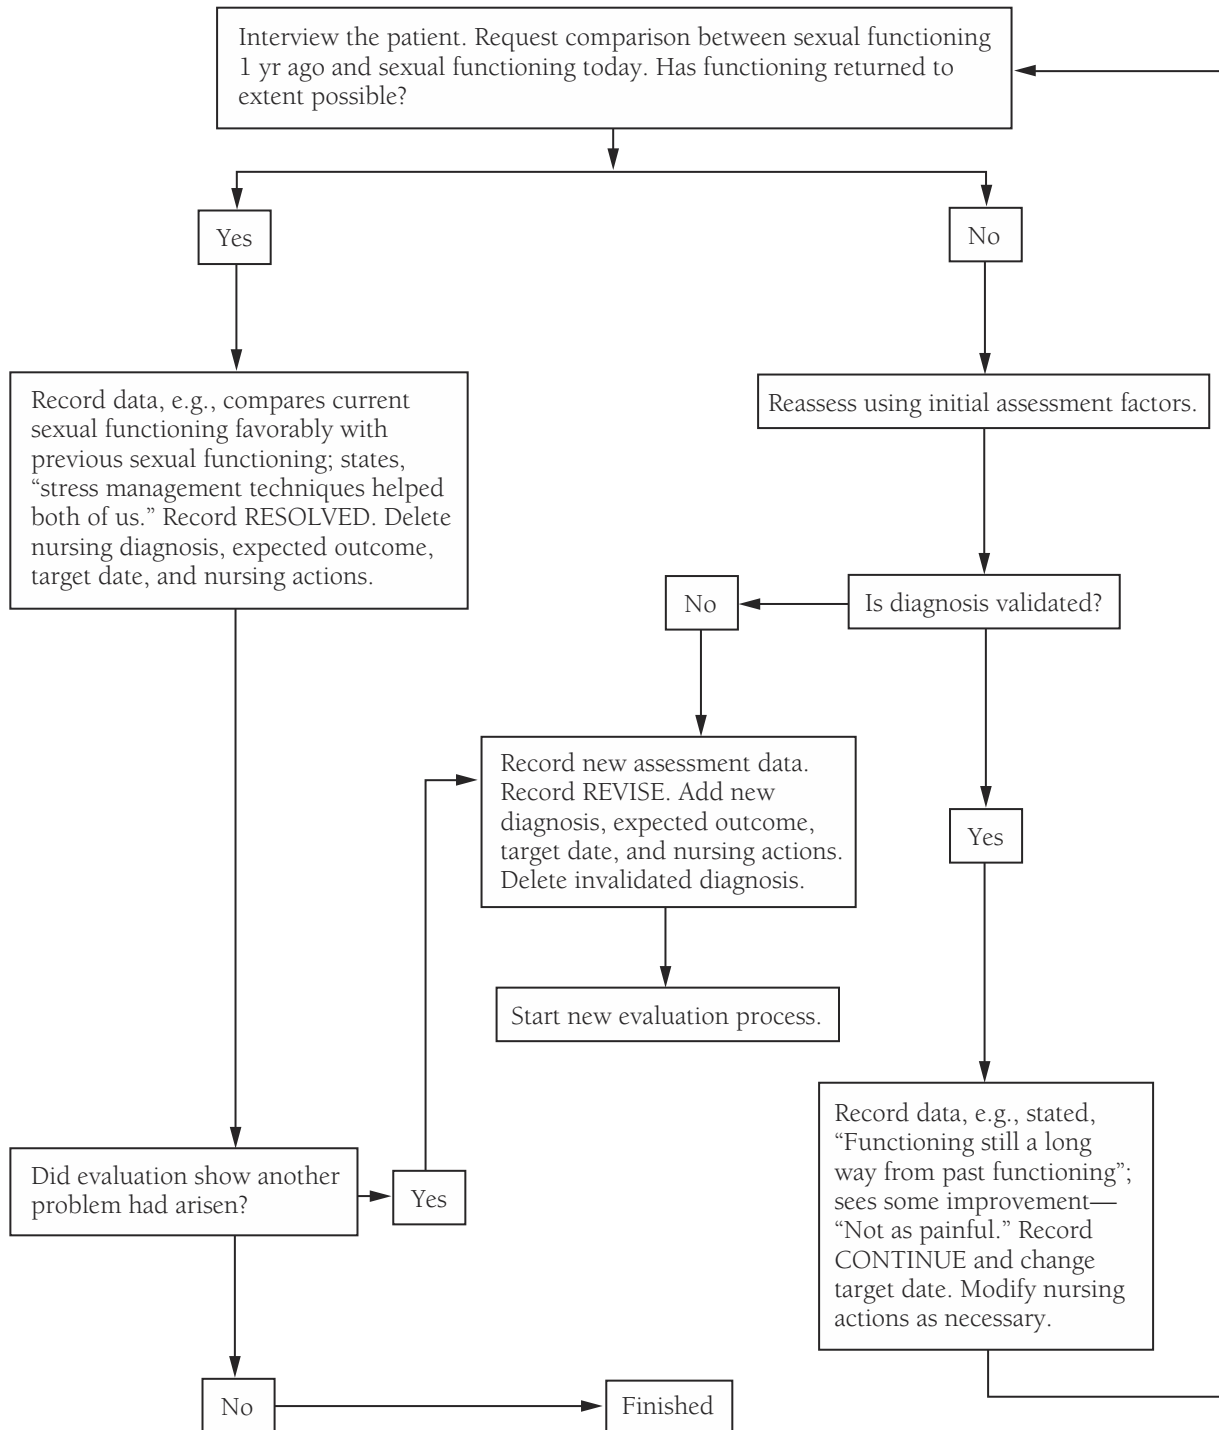 Interview the patient. Request comparison between sexual functioning
1 yr ago and sexual functioning today. Has functioning returned to
extent possible?
Yes
No
Record data, e.g., compares current
sexual functioning favorably with
previous sexual functioning; states,
“stress management techniques helped
both of us.” Record RESOLVED. Delete
nursing diagnosis, expected outcome,
target date, and nursing actions.
Reassess using initial assessment factors.
No
Is diagnosis validated?
Record new assessment data.
Record REVISE. Add new
diagnosis, expected outcome,
target date, and nursing actions.
Delete invalidated diagnosis.
Yes
Start new evaluation process.
Did evaluation show another
problem had arisen?
Yes
Record data, e.g., stated,
“Functioning still a long
way from past functioning”;
sees some improvement—
“Not as painful.” Record
CONTINUE and change
target date. Modify nursing
actions as necessary.
No
Finished